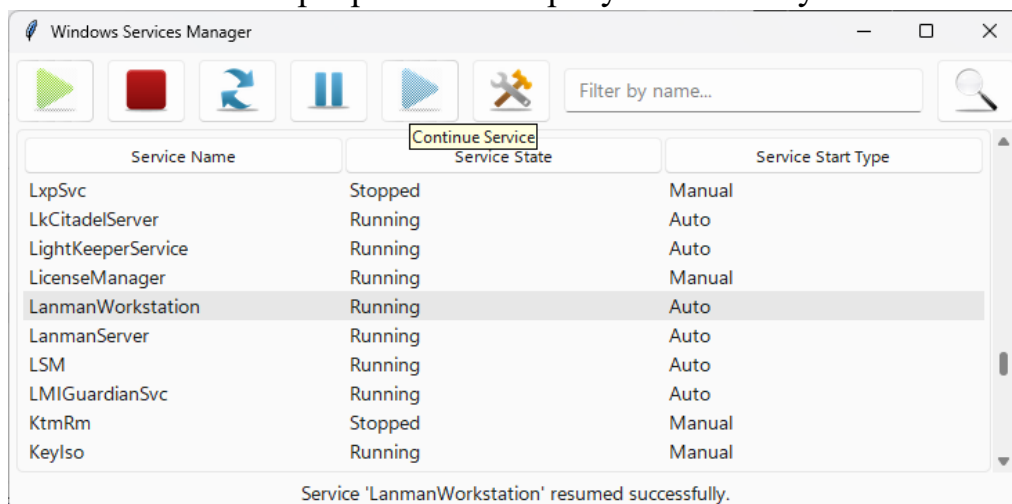 Windows Services Manager
Filter by name...
Continue Service
Service Name Service State Service Start Type
LxpSvc Stopped Manual
LkCitadelServer Running Auto
LightKeeperService Running Auto
LicenseManager Running Manual
LanmanWorkstation Running Auto
LanmanServer Running Auto
LSM Running Auto
LMIGuardianSvc Running Auto
KtmRm Stopped Manual
KeyIso Running Manual
Service 'LanmanWorkstation' resumed successfully.